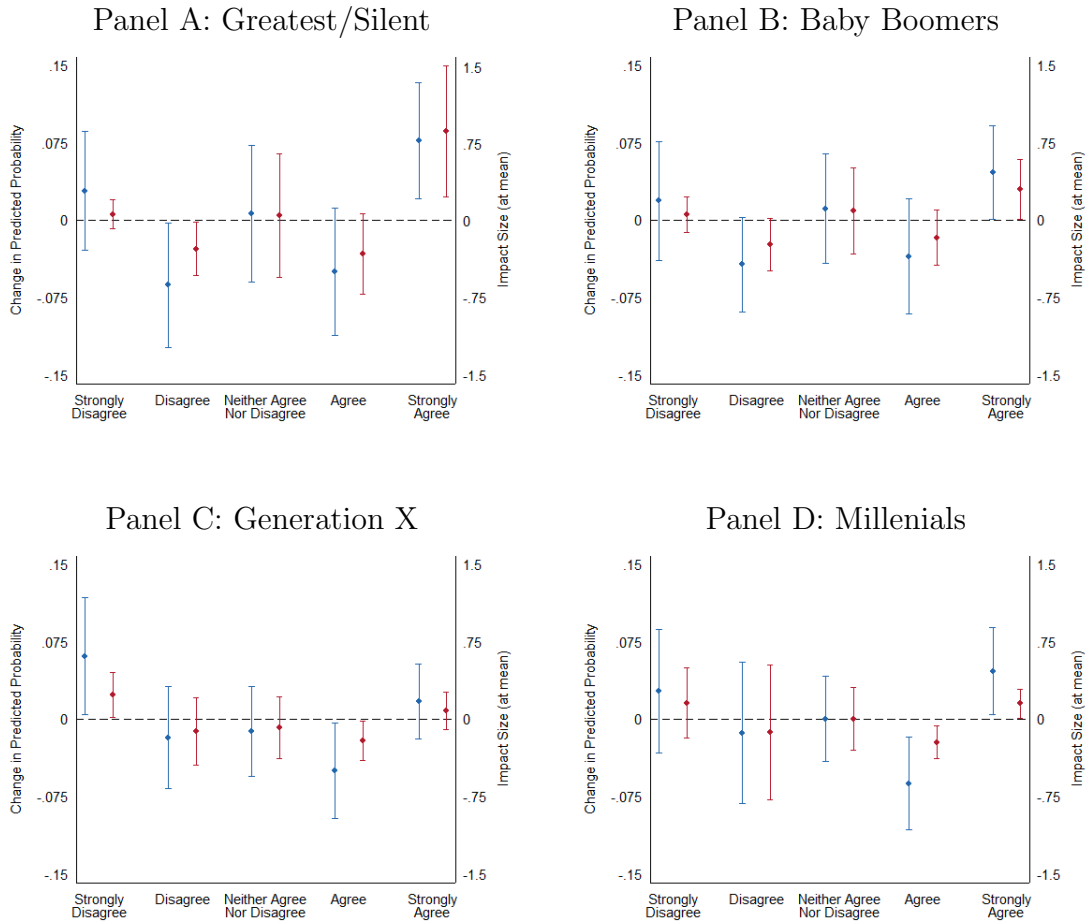 Panel A: Greatest/Silent
Change in Predicted Probability
.15
.075
0
-.075
-.15
1.5
.75
0
-.75
-1.5
Impact Size (at mean)
Strongly
Disagree
Disagree
Neither Agree
Nor Disagree
Agree
Strongly
Agree
Panel B: Baby Boomers
Change in Predicted Probability
.15
.075
0
-.075
-.15
1.5
.75
0
-.75
-1.5
Impact Size (at mean)
Strongly
Disagree
Disagree
Neither Agree
Nor Disagree
Agree
Strongly
Agree
Panel C: Generation X
Change in Predicted Probability
.15
.075
0
-.075
-.15
1.5
.75
0
-.75
-1.5
Impact Size (at mean)
Strongly
Disagree
Disagree
Neither Agree
Nor Disagree
Agree
Strongly
Agree
Panel D: Millenials
Change in Predicted Probability
.15
.075
0
-.075
-.15
1.5
.75
0
-.75
-1.5
Impact Size (at mean)
Strongly
Disagree
Disagree
Neither Agree
Nor Disagree
Agree
Strongly
Agree